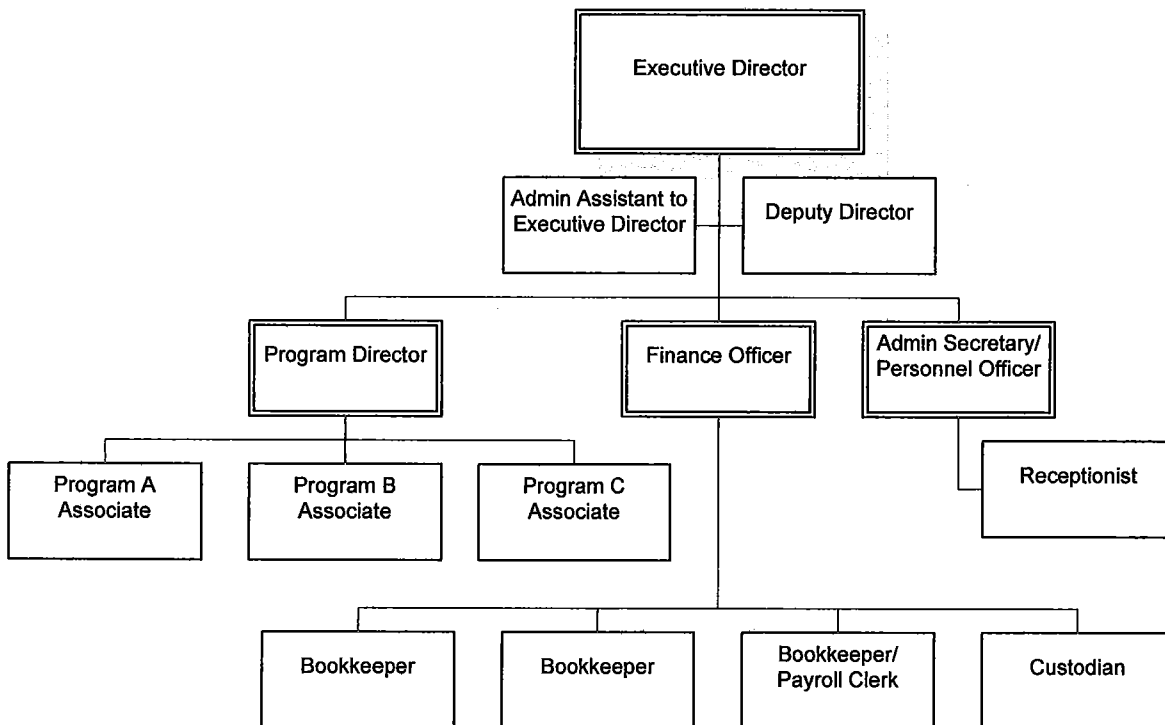 Executive Director
Admin Assistant to
Executive Director
Deputy Director
Program Director
Finance Officer
Admin Secretary/
Personnel Officer
Program A
Associate
Program B
Associate
Program C
Associate
Receptionist
Bookkeeper
Bookkeeper
Bookkeeper/
Payroll Clerk
Custodian